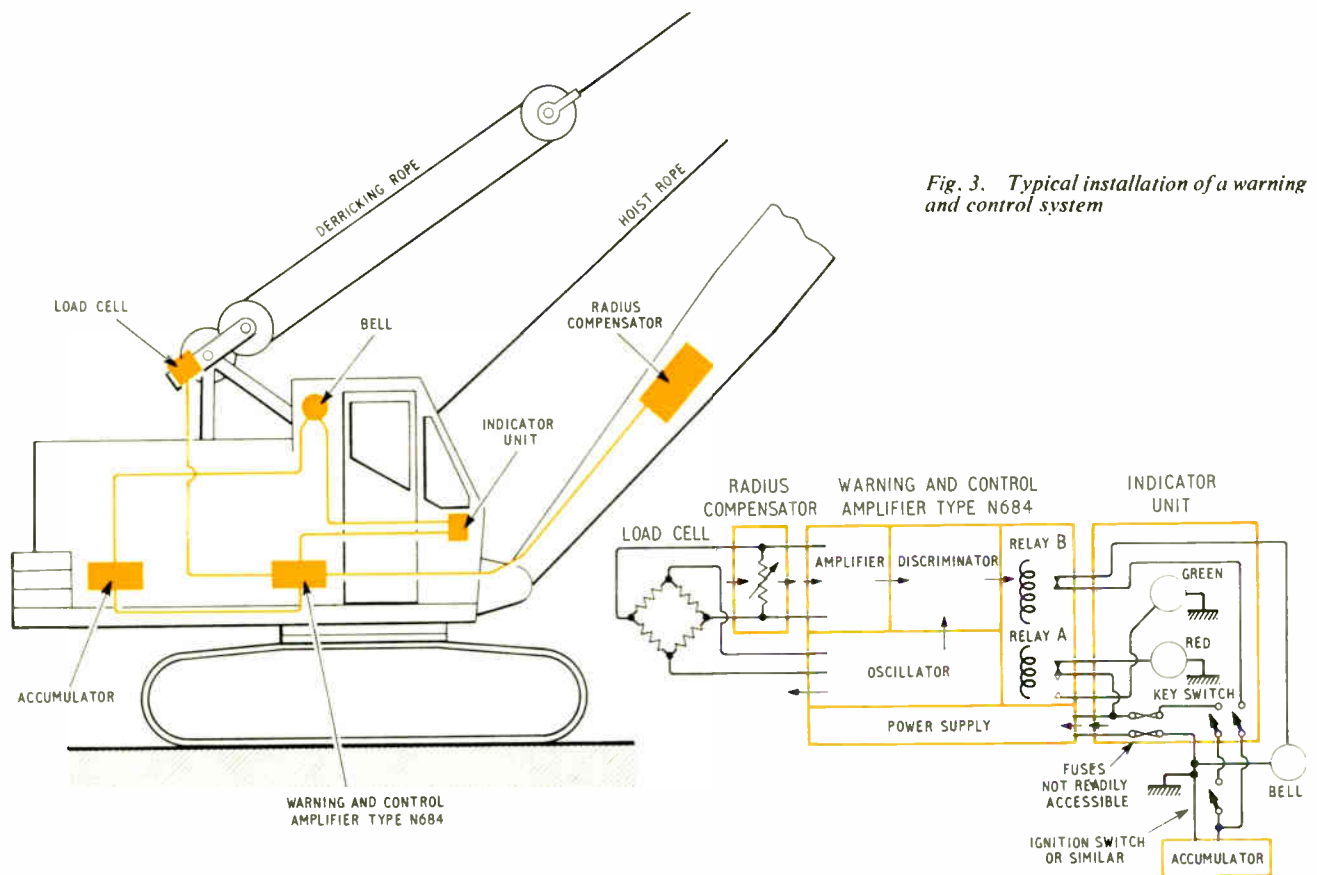 DERRICKING ROPE
HOIST ROPE
Fig. 3. Typical installation of a warning
and control system
LOAD CELL
BELL
RADIUS
COMPENSATOR
INDICATOR
UNIT
ACCUMULATOR
WARNING AND CONTROL
AMPLIFIER TYPE N684
RADIUS
COMPENSATOR
WARNING AND CONTROL
AMPLIFIER TYPE N684
INDICATOR
UNIT
LOAD CELL
AMPLIFIER
DISCRIMINATOR
RELAY B
GREEN
RELAY A
RED
OSCILLATOR
KEY SWITCH
POWER SUPPLY
FUSES
NOT READILY
ACCESSIBLE
BELL
IGNITION SWITCH
OR SIMILAR
ACCUMULATOR